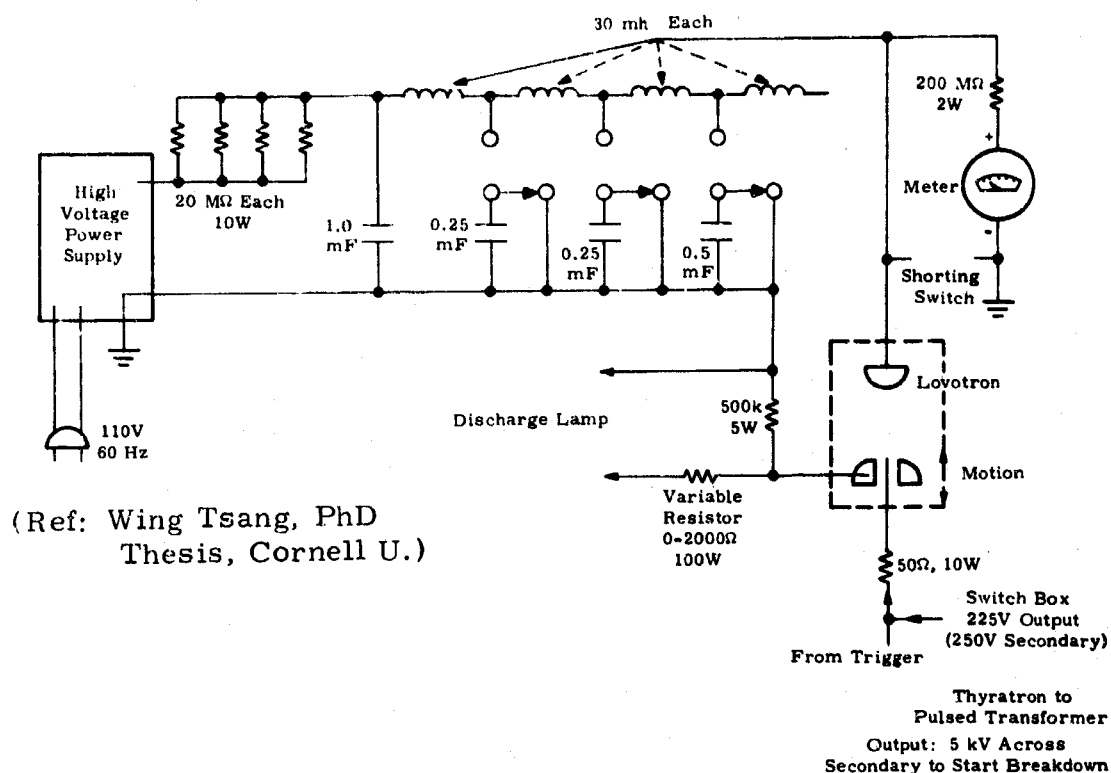 30 mh Each
200 MΩ
2W
+
Meter
-
High
Voltage
Power
Supply
20 MΩ Each
10W
1.0
mF
0.25
mF
0.25
mF
0.5
mF
Shorting
Switch
Lovotron
110V
60 Hz
Discharge Lamp
500k
5W
Motion
Variable
Resistor
0-2000Ω
100W
(Ref: Wing Tsang, PhD
Thesis, Cornell U.)
50Ω, 10W
Switch Box
225V Output
(250V Secondary)
From Trigger
Thyratron to
Pulsed Transformer
Output: 5 kV Across
Secondary to Start Breakdown